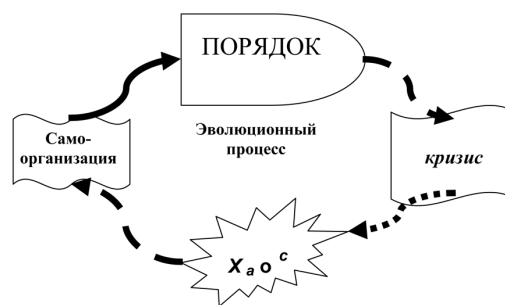 ПОРЯДОК
Само-
организация
Эволюционный
процесс
кризис
Хаос